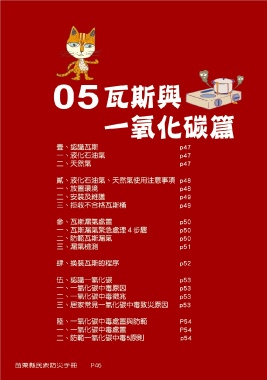 05瓦斯與
一氧化碳篇
壹、認識瓦斯 p47
一、液化石油氣 p47
二、天然氣 p47
貳、液化石油氣、天然氣使用注意事項 p48
一、放置環境 p48
二、安裝及維護 p49
三、拒收不合格瓦斯桶 p49
參、瓦斯漏氣處置 p50
一、瓦斯漏氣緊急處理4步驟 p50
二、防範瓦斯漏氣 p50
三、漏氣檢測 p51
肆、換裝瓦斯的程序 p52
伍、認識一氧化碳 p53
一、一氧化碳中毒原因 p53
二、一氧化碳中毒徵兆 p53
三、居家常見一氧化碳中毒致災原因 p53
陸、一氧化碳中毒處置與防範 P54
一、一氧化碳中毒處置 P54
二、防範一氧化碳中毒5原則 p54
苗栗縣民眾防災手冊 P46